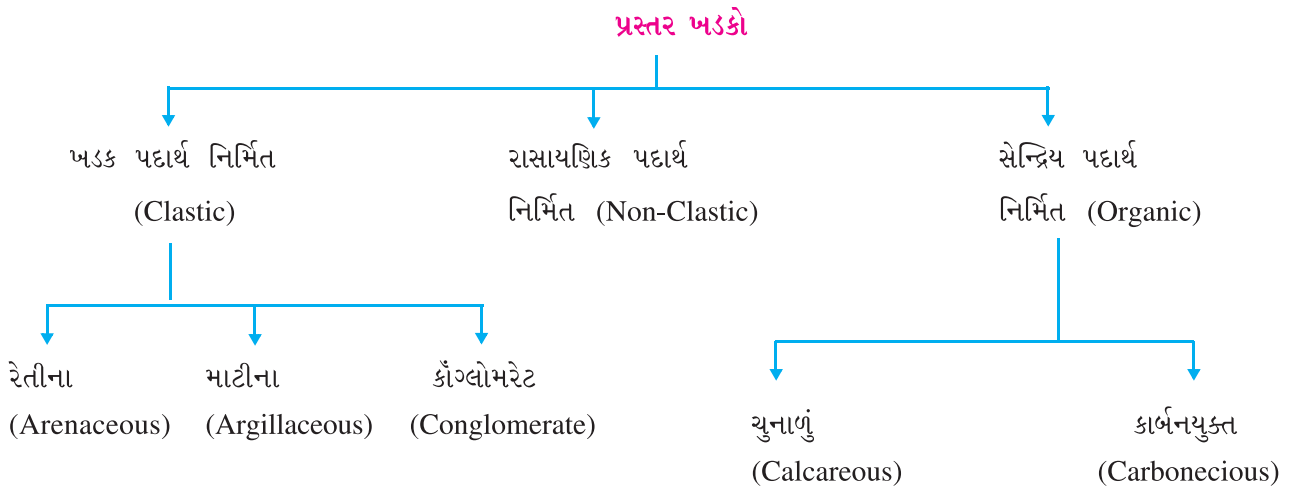 પ્રસ્તર ખડકો
ખડક પદાર્થ નિર્મિત
(Clastic)
રાસાયણિક પદાર્થ
નિર્મિત (Non-Clastic)
સેન્દ્રિય પદાર્થ
નિર્મિત (Organic)
રેતીના
(Arenaceous)
માટીના
(Argillaceous)
કૉંગ્લોમરેટ
(Conglomerate)
ચુનાળું
(Calcareous)
કાર્બનયુક્ત
(Carbonecious)